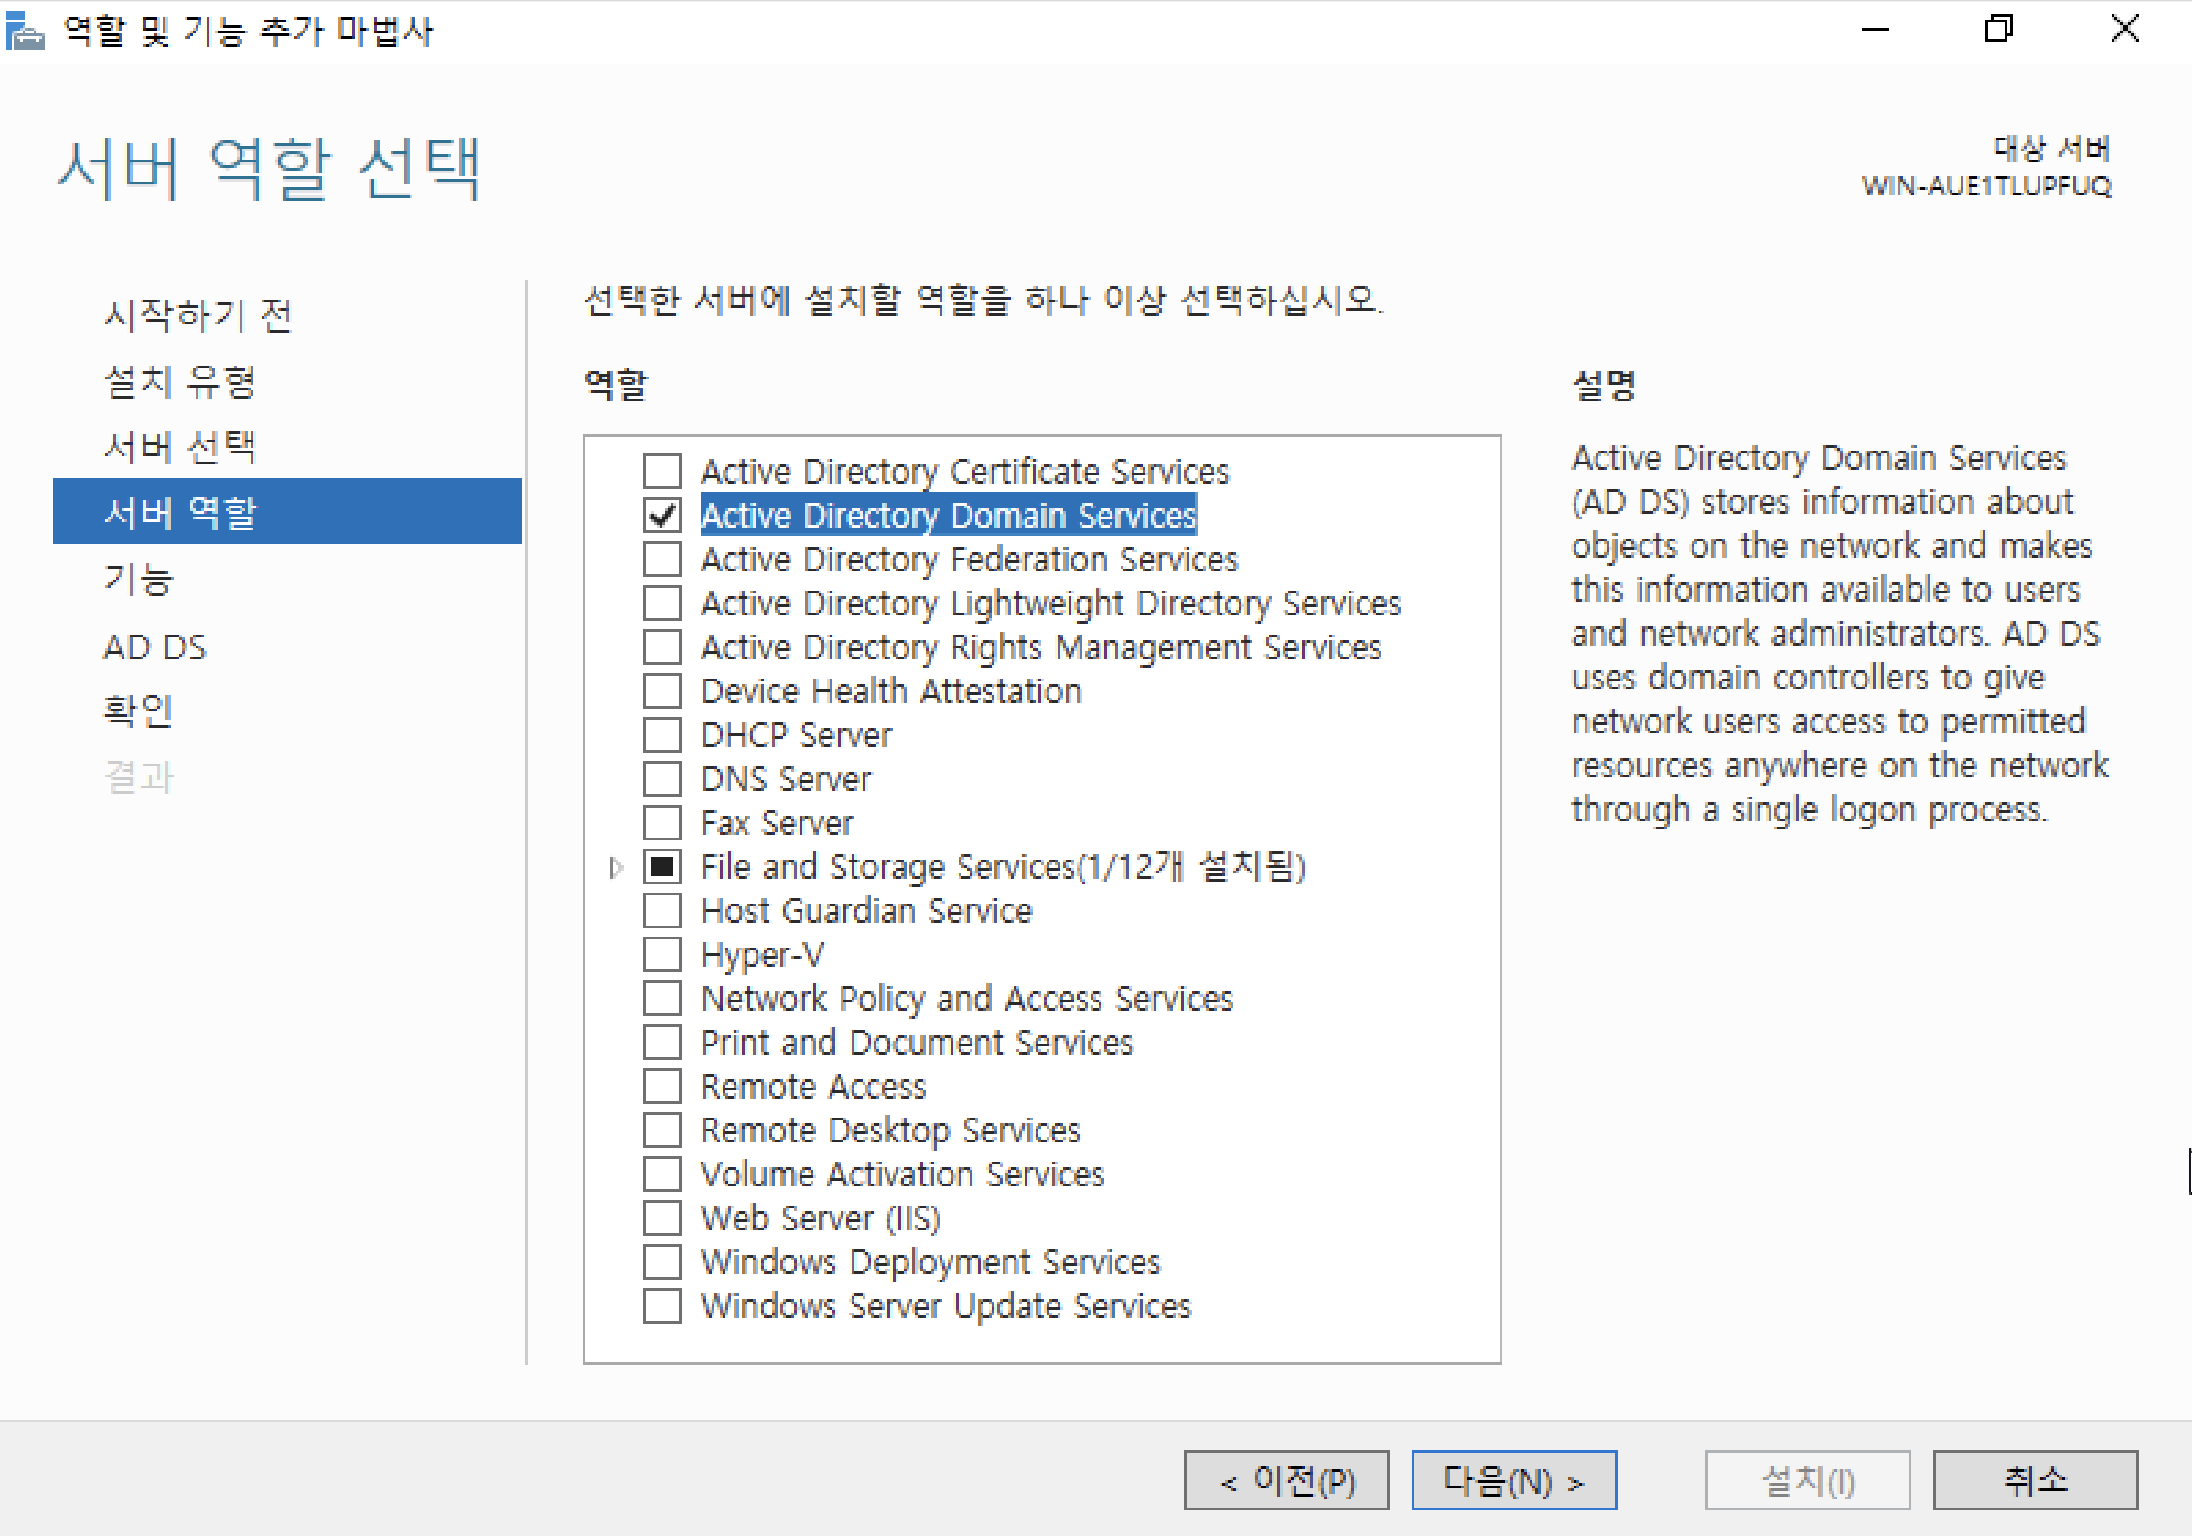 역할 및 기능 추가 마법사
서버 역할 선택
대상 서버
WIN-AUE1TLUPFUQ
시작하기 전
설치 유형
서버 선택
서버 역할
기능
AD DS
확인
결과
선택한 서버에 설치할 역할을 하나 이상 선택하십시오.
역할
Active Directory Certificate Services
Active Directory Domain Services
Active Directory Federation Services
Active Directory Lightweight Directory Services
Active Directory Rights Management Services
Device Health Attestation
DHCP Server
DNS Server
Fax Server
File and Storage Services(1/12개 설치됨)
Host Guardian Service
Hyper-V
Network Policy and Access Services
Print and Document Services
Remote Access
Remote Desktop Services
Volume Activation Services
Web Server (IIS)
Windows Deployment Services
Windows Server Update Services
설명
Active Directory Domain Services
(AD DS) stores information about
objects on the network and makes
this information available to users
and network administrators. AD DS
uses domain controllers to give
network users access to permitted
resources anywhere on the network
through a single logon process.
< 이전(P)
다음(N) >
설치(I)
취소